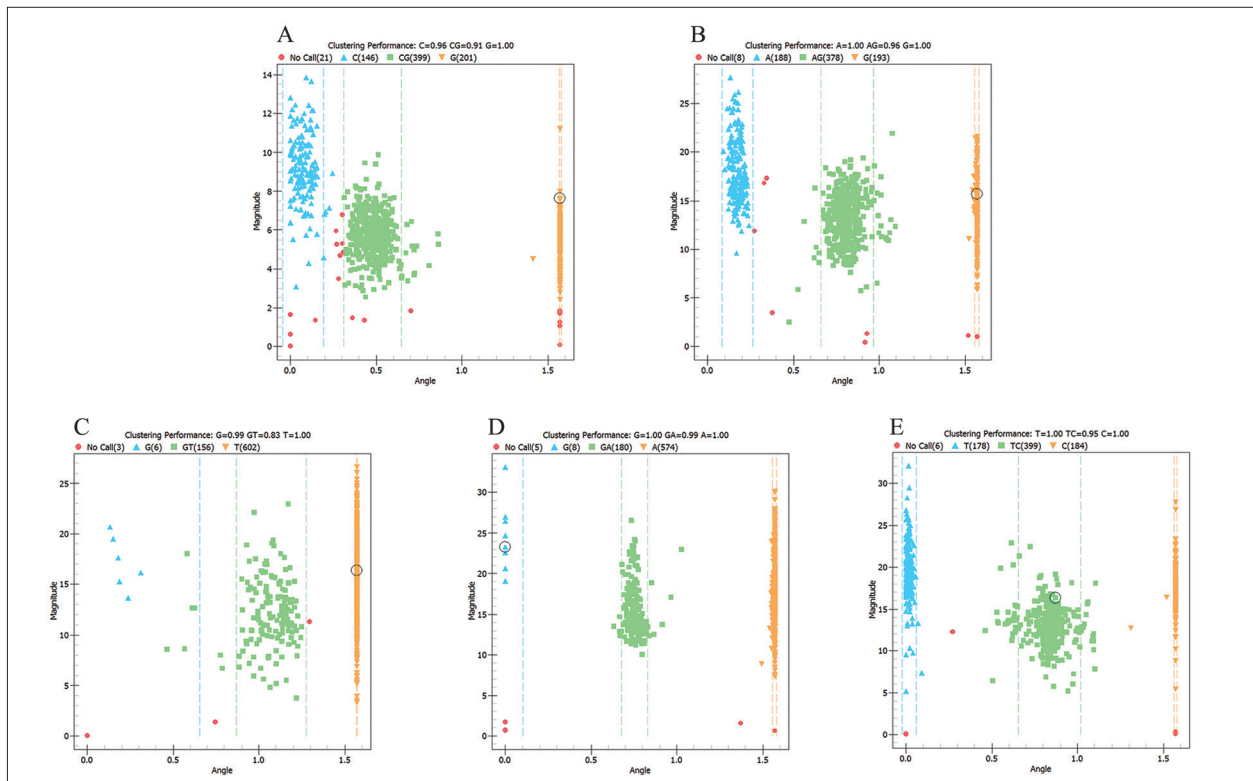 A
Clustering Performance: C=0.96 CG=0.91 G=1.00
No Call(21) C(146) CG(399) G(201)
14
12
10
8
6
4
2
0
Magnitude
0.0 0.5 1.0 1.5
Angle
B
Clustering Performance: A=1.00 AG=0.96 G=1.00
No Call(8) A(188) AG(378) G(193)
25
20
15
10
5
0
Magnitude
0.0 0.5 1.0 1.5
Angle
C
Clustering Performance: G=0.99 GT=0.83 T=1.00
No Call(3) G(6) GT(156) T(602)
25
20
15
10
5
0
Magnitude
0.0 0.5 1.0 1.5
Angle
D
Clustering Performance: G=1.00 GA=0.99 A=1.00
No Call(5) G(8) GA(180) A(574)
30
25
20
15
10
5
0
Magnitude
0.0 0.5 1.0 1.5
Angle
E
Clustering Performance: T=1.00 TC=0.95 C=1.00
No Call(6) T(178) TC(399) C(184)
30
25
20
15
10
5
0
Magnitude
0.0 0.5 1.0 1.5
Angle